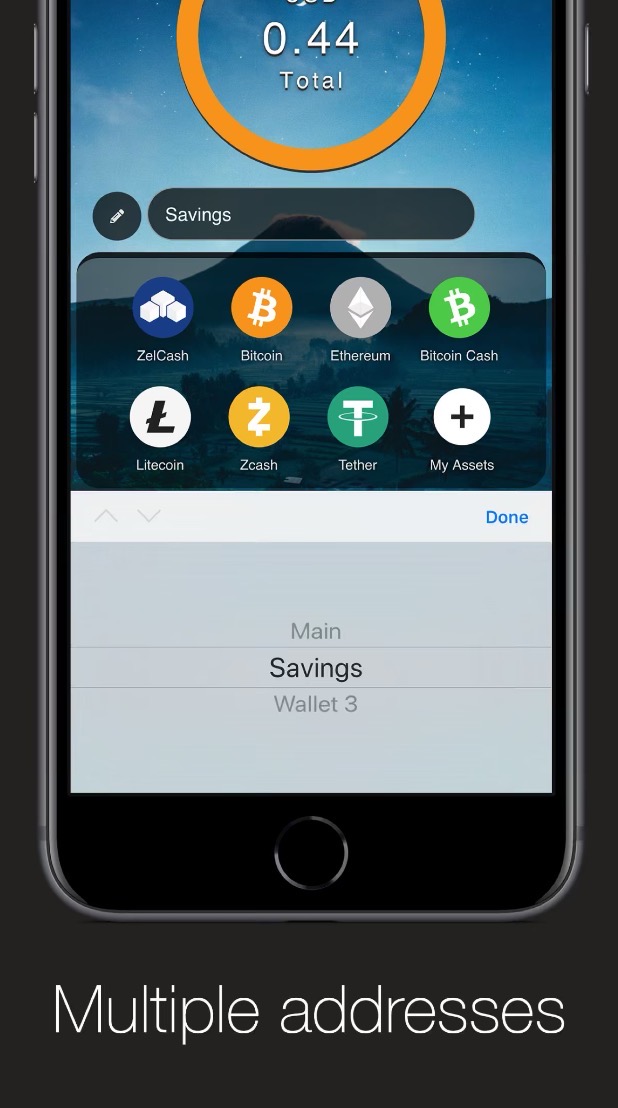 0.44
Total
Savings
ZelCash
Bitcoin
Ethereum
Bitcoin Cash
Litecoin
Zcash
Tether
My Assets
Done
Main
Savings
Wallet 3
Multiple addresses